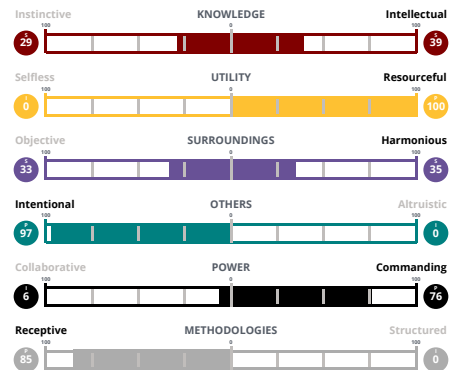 Instinctive KNOWLEDGE Intellectual
100 0 100
S 29 S 39
Selfless UTILITY Resourceful
100 0 100
I 0 P 100
Objective SURROUNDINGS Harmonious
100 0 100
S 33 S 35
Intentional OTHERS Altruistic
100 0 100
P 97 I 0
Collaborative POWER Commanding
100 0 100
I 6 P 76
Receptive METHODOLOGIES Structured
100 0 100
P 85 I 0